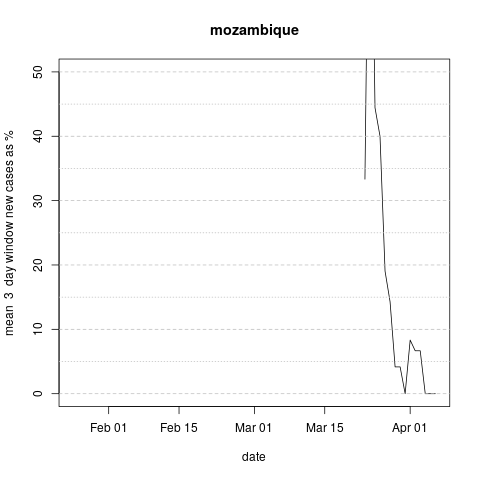 mozambique
mean 3 day window new cases as %
50
40
30
20
10
0
Feb 01
Feb 15
Mar 01
Mar 15
Apr 01
date